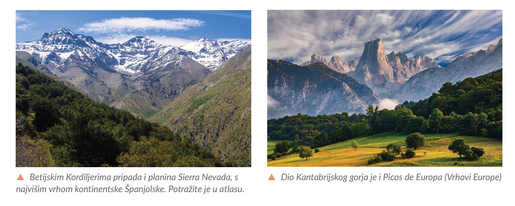 ▲ Betijskim Kordiljerima pripada i planina Sierra Nevada, s
najvišim vrhom kontinentske Španjolske. Potražite je u atlasu.
▲ Dio Kantabrijskog gorja je i Picos de Europa (Vrhovi Europe)